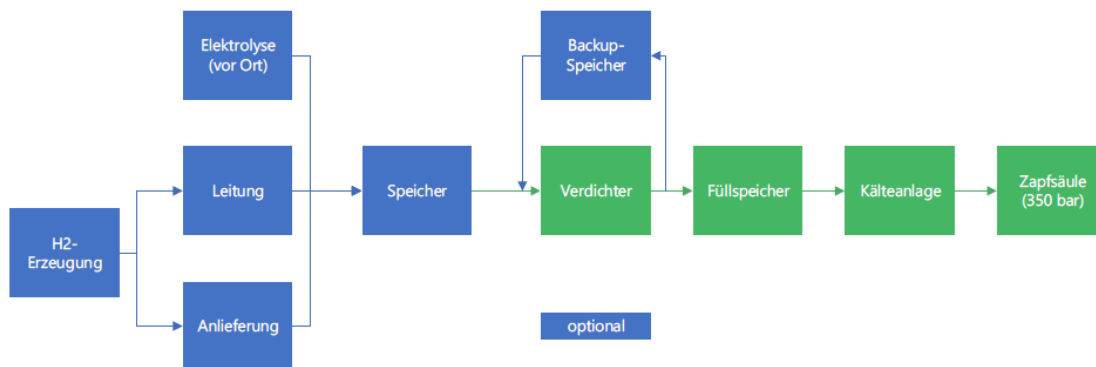 Elektrolyse
(vor Ort)
Backup-
Speicher
Leitung
Speicher
Verdichter
Füllspeicher
Kälteanlage
Zapfsäule
(350 bar)
H2-
Erzeugung
Anlieferung
optional